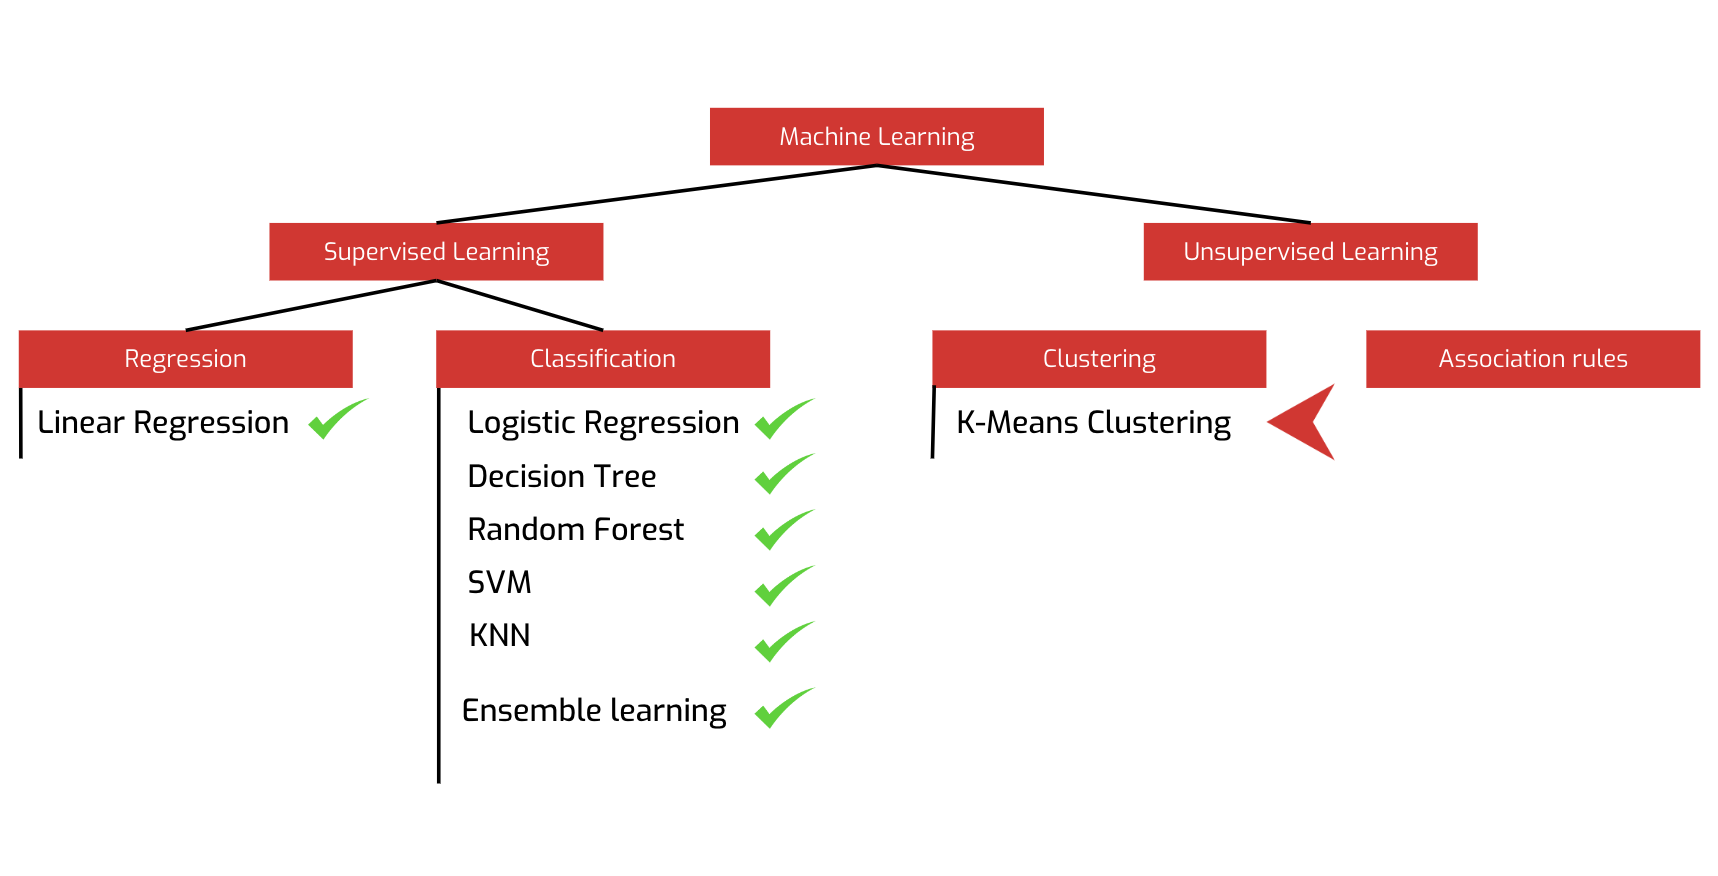 Machine Learning
Supervised Learning
Unsupervised Learning
Regression
Classification
Clustering
Association rules
Linear Regression
Logistic Regression
K-Means Clustering
Decision Tree
Random Forest
SVM
KNN
Ensemble learning